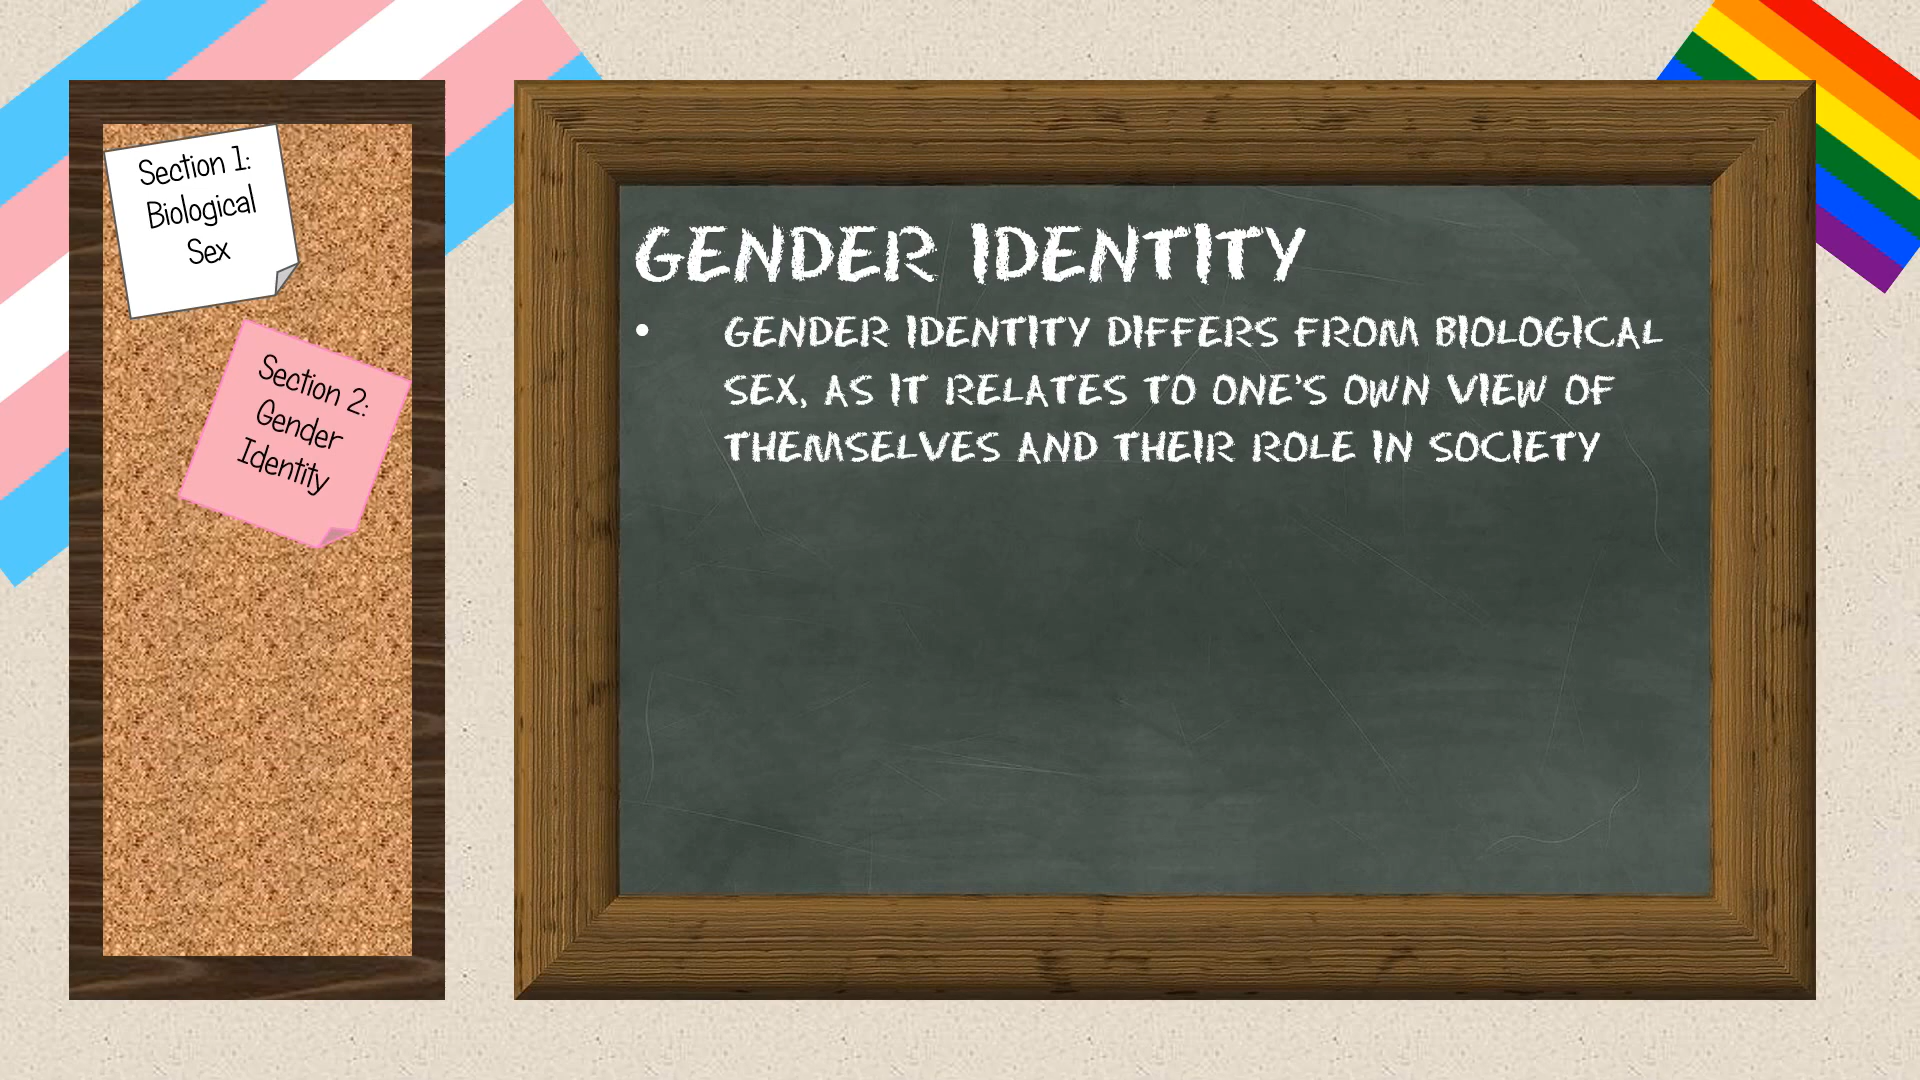 Section 1:
Biological
Sex
Section 2:
Gender
Identity
GENDER IDENTITY
• GENDER IDENTITY DIFFERS FROM BIOLOGICAL
SEX, AS IT RELATES TO ONE'S OWN VIEW OF
THEMSELVES AND THEIR ROLE IN SOCIETY